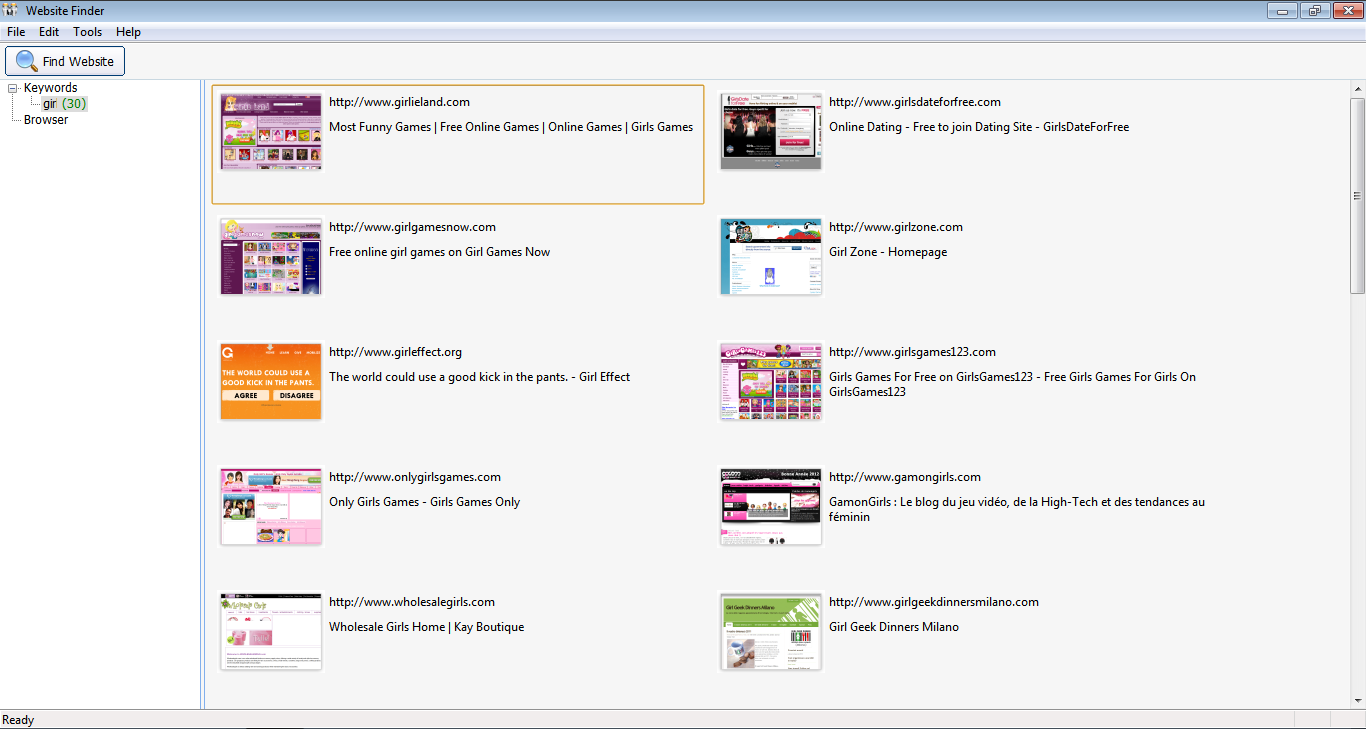 Website Finder
File Edit Tools Help
Find Website
Keywords
girl (30)
Browser
http://www.girlieland.com
Most Funny Games | Free Online Games | Online Games | Girls Games
http://www.girlsdateforfree.com
Online Dating - Free to join Dating Site - GirlsDateForFree
http://www.girlgamesnow.com
Free online girl games on Girl Games Now
http://www.girlzone.com
Girl Zone - Homepage
THE WORLD COULD USE A
GOOD KICK IN THE PANTS.
AGREE DISAGREE
http://www.girleffect.org
The world could use a good kick in the pants. - Girl Effect
http://www.girlsgames123.com
Girls Games For Free on GirlsGames123 - Free Girls Games For Girls On
GirlsGames123
http://www.onlygirlsgames.com
Only Girls Games - Girls Games Only
Bonne Année 2012
http://www.gamongirls.com
GamonGirls : Le blog du jeu vidéo, de la High-Tech et des tendances au
féminin
http://www.wholesalegirls.com
Wholesale Girls Home | Kay Boutique
Girl Geek Dinners Milano
http://www.girlgeekdinnersmilano.com
Girl Geek Dinners Milano
Ready